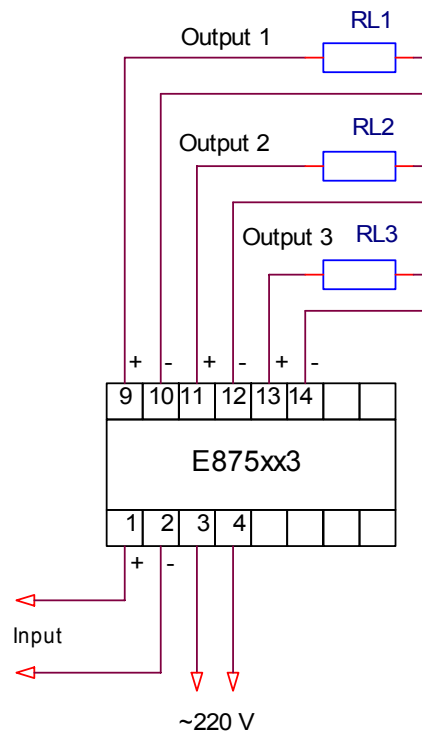 RL1
Output 1
RL2
Output 2
RL3
Output 3
+ - + - + -
9 10 11 12 13 14
E875xx3
1 2 3 4
+ -
Input
~220 V